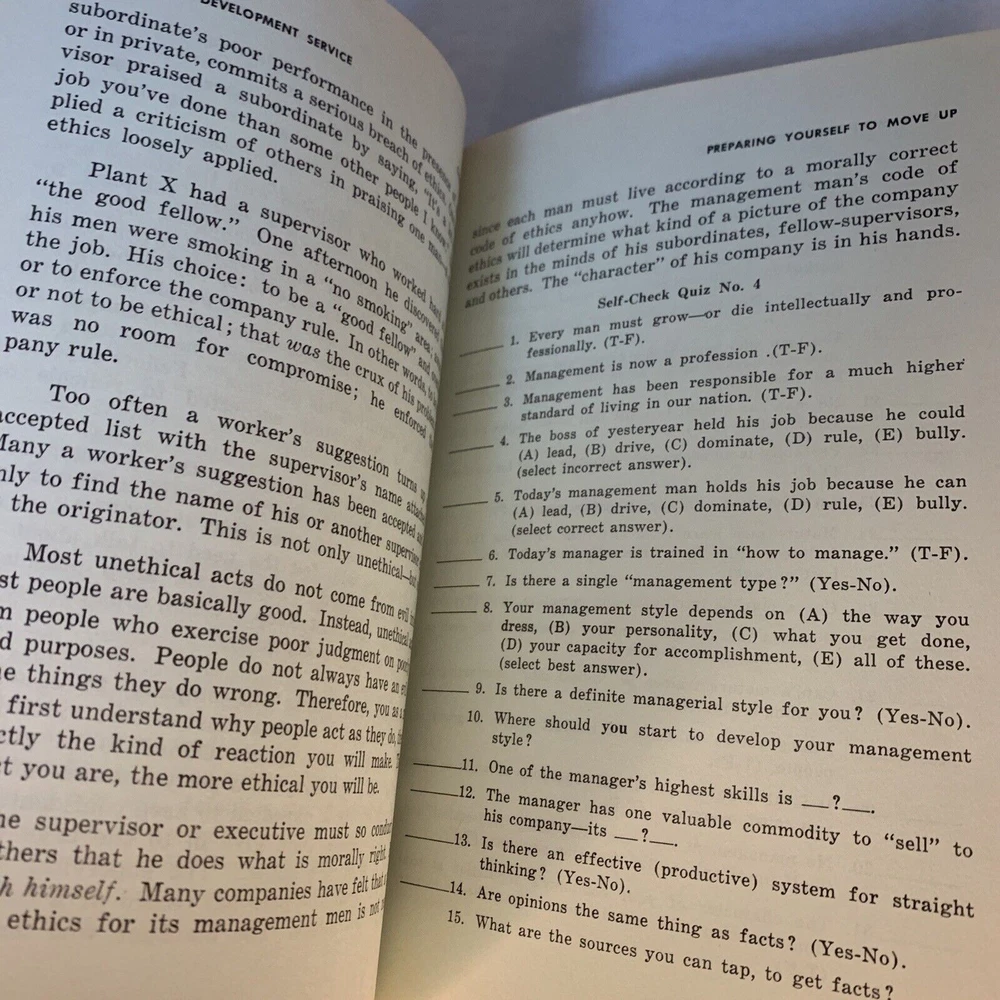 DEVELOPMENT SERVICE
subordinate's poor performance in the presence
or in private, commits a serious breach of ethics.
visor praised a subordinate by saying, "It's a
job you've done than some other people I know
plied a criticism of others in praising one man
ethics loosely applied.
Plant X had a supervisor who worked hard
"the good fellow." One afternoon he discovered
his men were smoking in a "no smoking" area;
the job. His choice: to be a "good fellow" and
or to enforce the company rule. In other words, to
or not to be ethical; that was the crux of his problem
was no room for compromise; he enforced
pany rule.
Too often a worker's suggestion turns up
accepted list with the supervisor's name attached
Many a worker's suggestion has been accepted
only to find the name of his or another supervisor
the originator. This is not only unethical—
Most unethical acts do not come from evil
st people are basically good. Instead, unethical
m people who exercise poor judgment on
d purposes. People do not always have an
e things they do wrong. Therefore, you as a
first understand why people act as they do,
ctly the kind of reaction you will make.
t you are, the more ethical you will be.
he supervisor or executive must so conduct
thers that he does what is morally right
h himself. Many companies have felt that
ethics for its management men is not
PREPARING YOURSELF TO MOVE UP
since each man must live according to a morally correct
code of ethics anyhow. The management man's code of
ethics will determine what kind of a picture of the company
exists in the minds of his subordinates, fellow-supervisors,
and others. The "character" of his company is in his hands.
Self-Check Quiz No. 4
1. Every man must grow—or die intellectually and pro-
fessionally. (T-F).
2. Management is now a profession .(T-F).
3. Management has been responsible for a much higher
standard of living in our nation. (T-F).
4. The boss of yesteryear held his job because he could
(A) lead, (B) drive, (C) dominate, (D) rule, (E) bully.
(select incorrect answer).
5. Today's management man holds his job because he can
(A) lead, (B) drive, (C) dominate, (D) rule, (E) bully.
(select correct answer).
6. Today's manager is trained in "how to manage." (T-F).
7. Is there a single "management type?" (Yes-No).
8. Your management style depends on (A) the way you
dress, (B) your personality, (C) what you get done,
(D) your capacity for accomplishment, (E) all of these.
(select best answer).
9. Is there a definite managerial style for you? (Yes-No).
10. Where should you start to develop your management
style?
11. One of the manager's highest skills is __?__.
12. The manager has one valuable commodity to "sell" to
his company—its __?__.
13. Is there an effective (productive) system for straight
thinking? (Yes-No).
14. Are opinions the same thing as facts? (Yes-No).
15. What are the sources you can tap, to get facts?